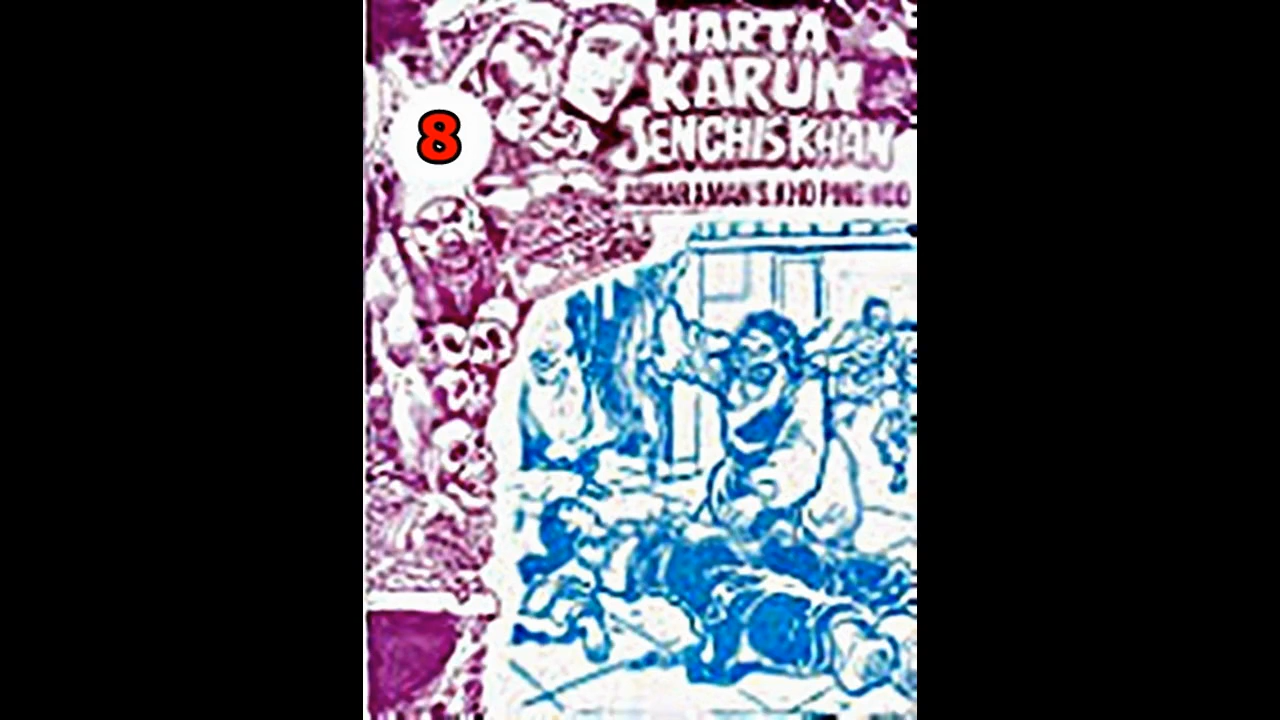 HARTA
KARUN
JENCHIS KHAN
ASMARAMAN S. KHO PING HOO
8